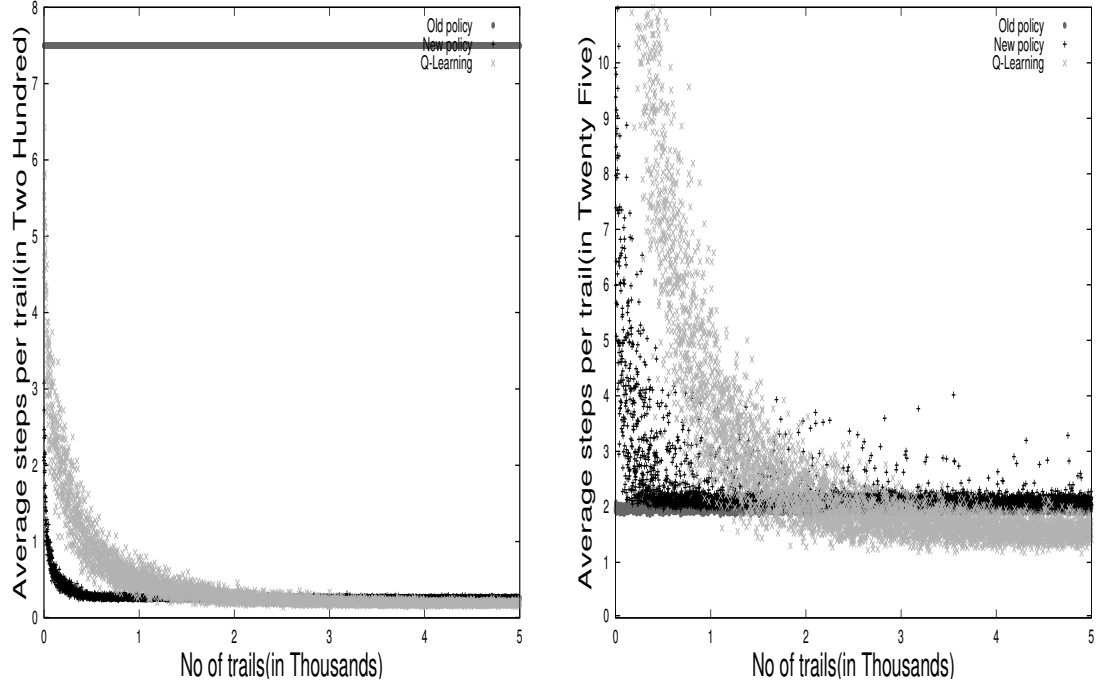 Average steps per trail(in Two Hundred)
8
7
6
5
4
3
2
1
0
Old policy
New policy
Q-Learning
0 1 2 3 4 5
No of trails(in Thousands)
Average steps per trail(in Twenty Five)
10
9
8
7
6
5
4
3
2
1
0
Old policy
New policy
Q-Learning
0 1 2 3 4 5
No of trails(in Thousands)